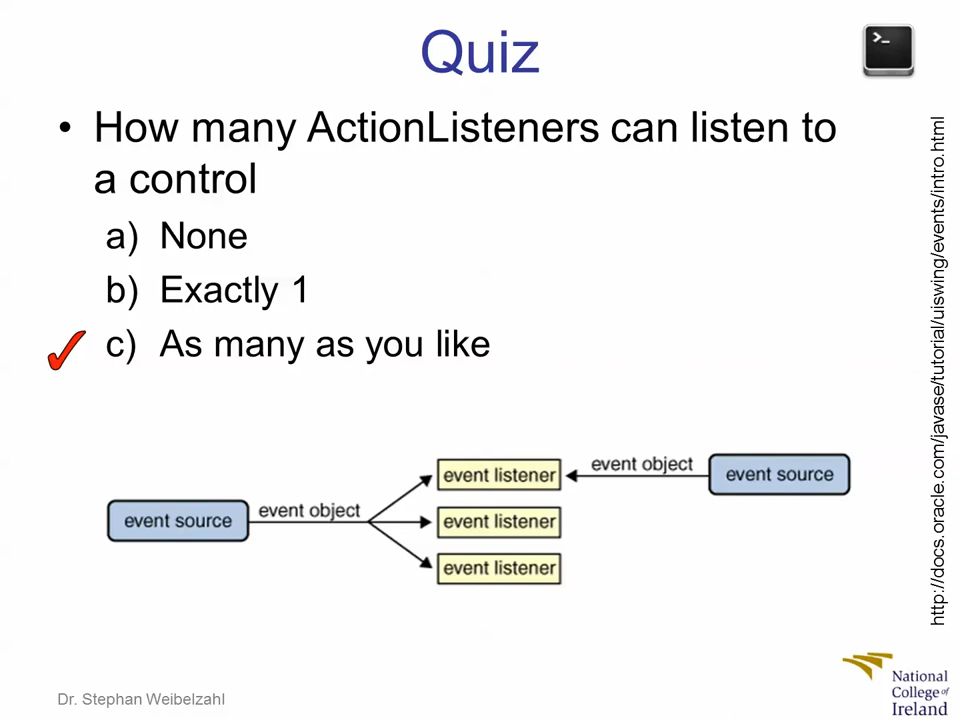 Quiz
>_
• How many ActionListeners can listen to
a control
a) None
b) Exactly 1
c) As many as you like
event source
event object
event listener
event listener
event listener
event object
event source
http://docs.oracle.com/javase/tutorial/uiswing/events/intro.html
Dr. Stephan Weibelzahl
National
College of
Ireland